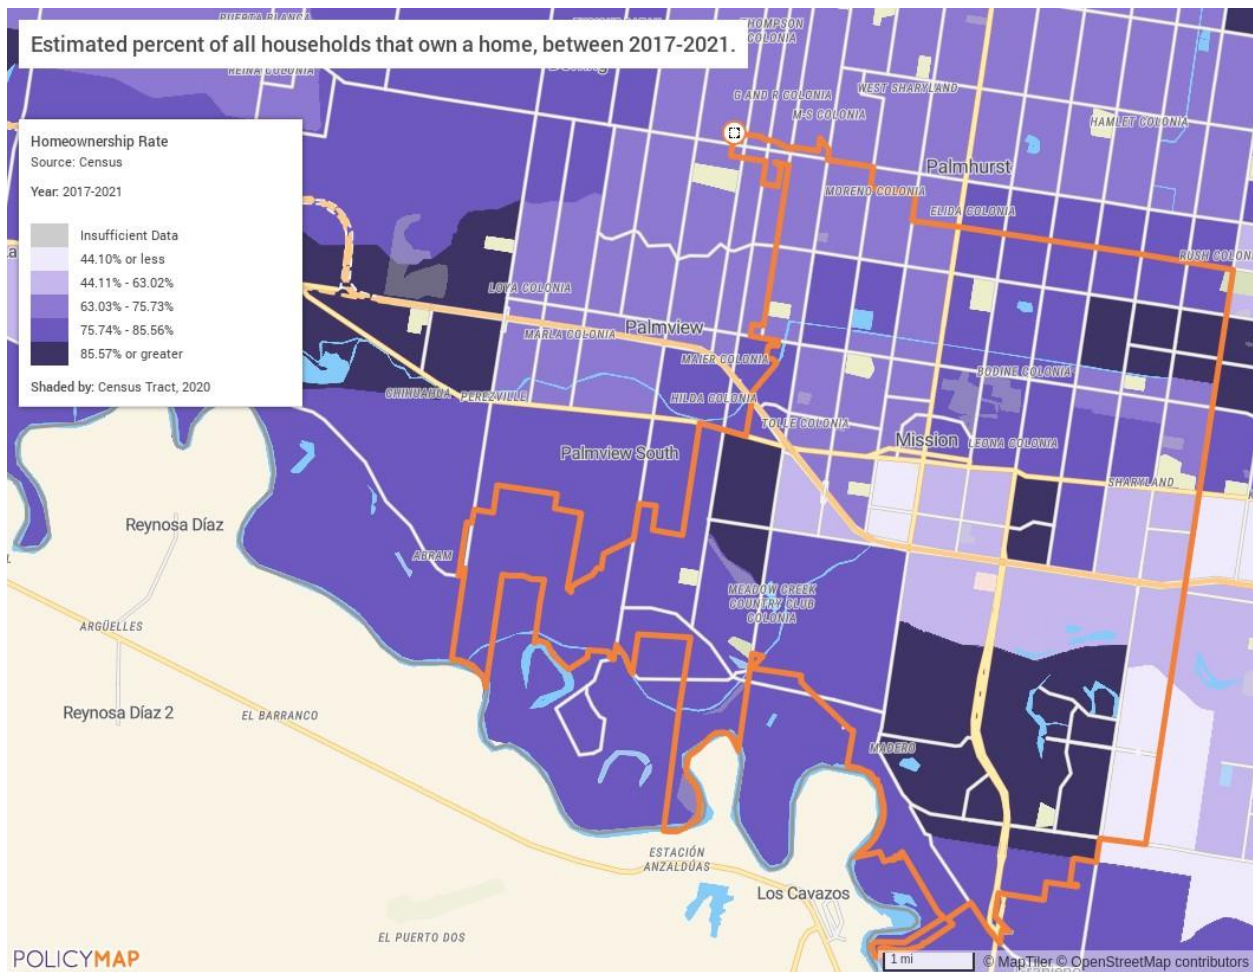 PUERTA BLANCA
Estimated percent of all households that own a home, between 2017-2021.
THOMPSON
COLONIA
REINA COLONIA
G AND R COLONIA
WEST SHARYLAND
M-S COLONIA
HAMLET COLONIA
Homeownership Rate
Source: Census
Year: 2017-2021
Insufficient Data
44.10% or less
44.11% - 63.02%
63.03% - 75.73%
75.74% - 85.56%
85.57% or greater
Shaded by: Census Tract, 2020
Palmhurst
MORENO COLONIA
ELIDA COLONIA
LOYA COLONIA
MARLA COLONIA
Palmview
MAIER COLONIA
BODINE COLONIA
CHIHUAHUA
PEREZVILLE
HILDA COLONIA
TOLLE COLONIA
Mission
LEONA COLONIA
Palmview South
SHARYLAND
Reynosa Díaz
ABRAM
MEADOW CREEK
COUNTRY CLUB
COLONIA
ARGÜELLES
Reynosa Díaz 2
EL BARRANCO
MADERO
ESTACIÓN
ANZALDÚAS
Los Cavazos
EL PUERTO DOS
POLICYMAP
1 mi
© MapTiler © OpenStreetMap contributors